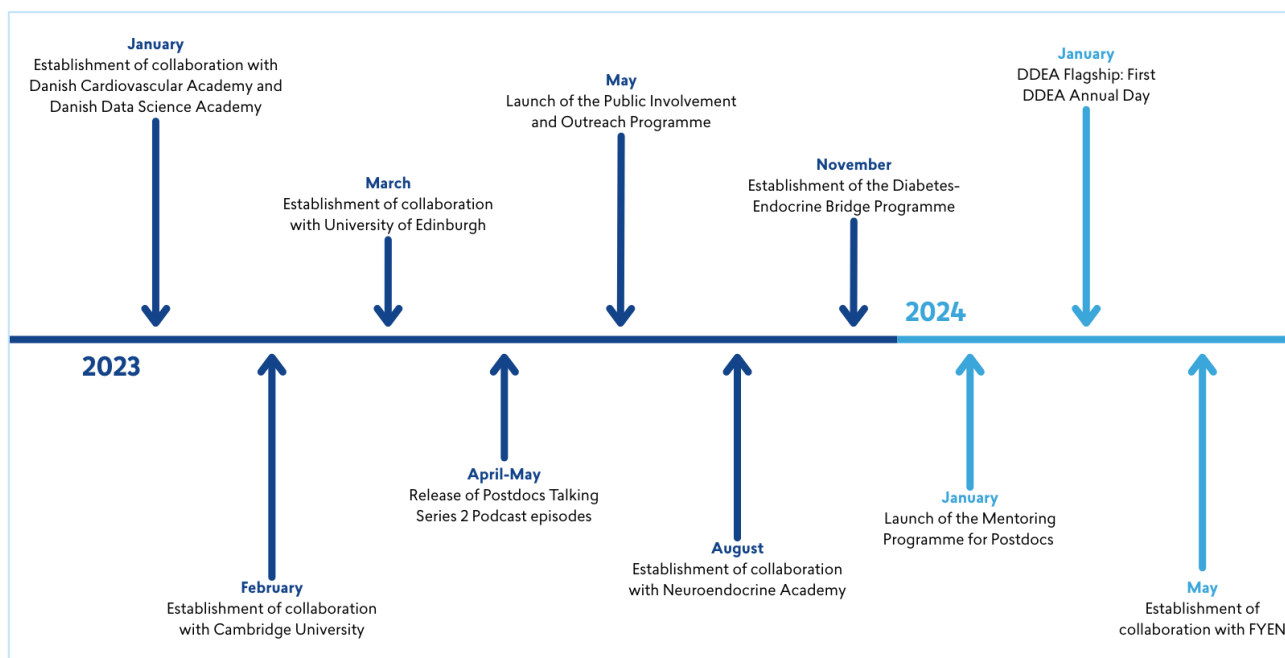 January
Establishment of collaboration with
Danish Cardiovascular Academy and
Danish Data Science Academy
March
Establishment of collaboration
with University of Edinburgh
May
Launch of the Public Involvement
and Outreach Programme
November
Establishment of the Diabetes-
Endocrine Bridge Programme
January
DDEA Flagship: First
DDEA Annual Day
2023
2024
February
Establishment of collaboration
with Cambridge University
April-May
Release of Postdocs Talking
Series 2 Podcast episodes
August
Establishment of collaboration
with Neuroendocrine Academy
January
Launch of the Mentoring
Programme for Postdocs
May
Establishment of
collaboration with FYEN